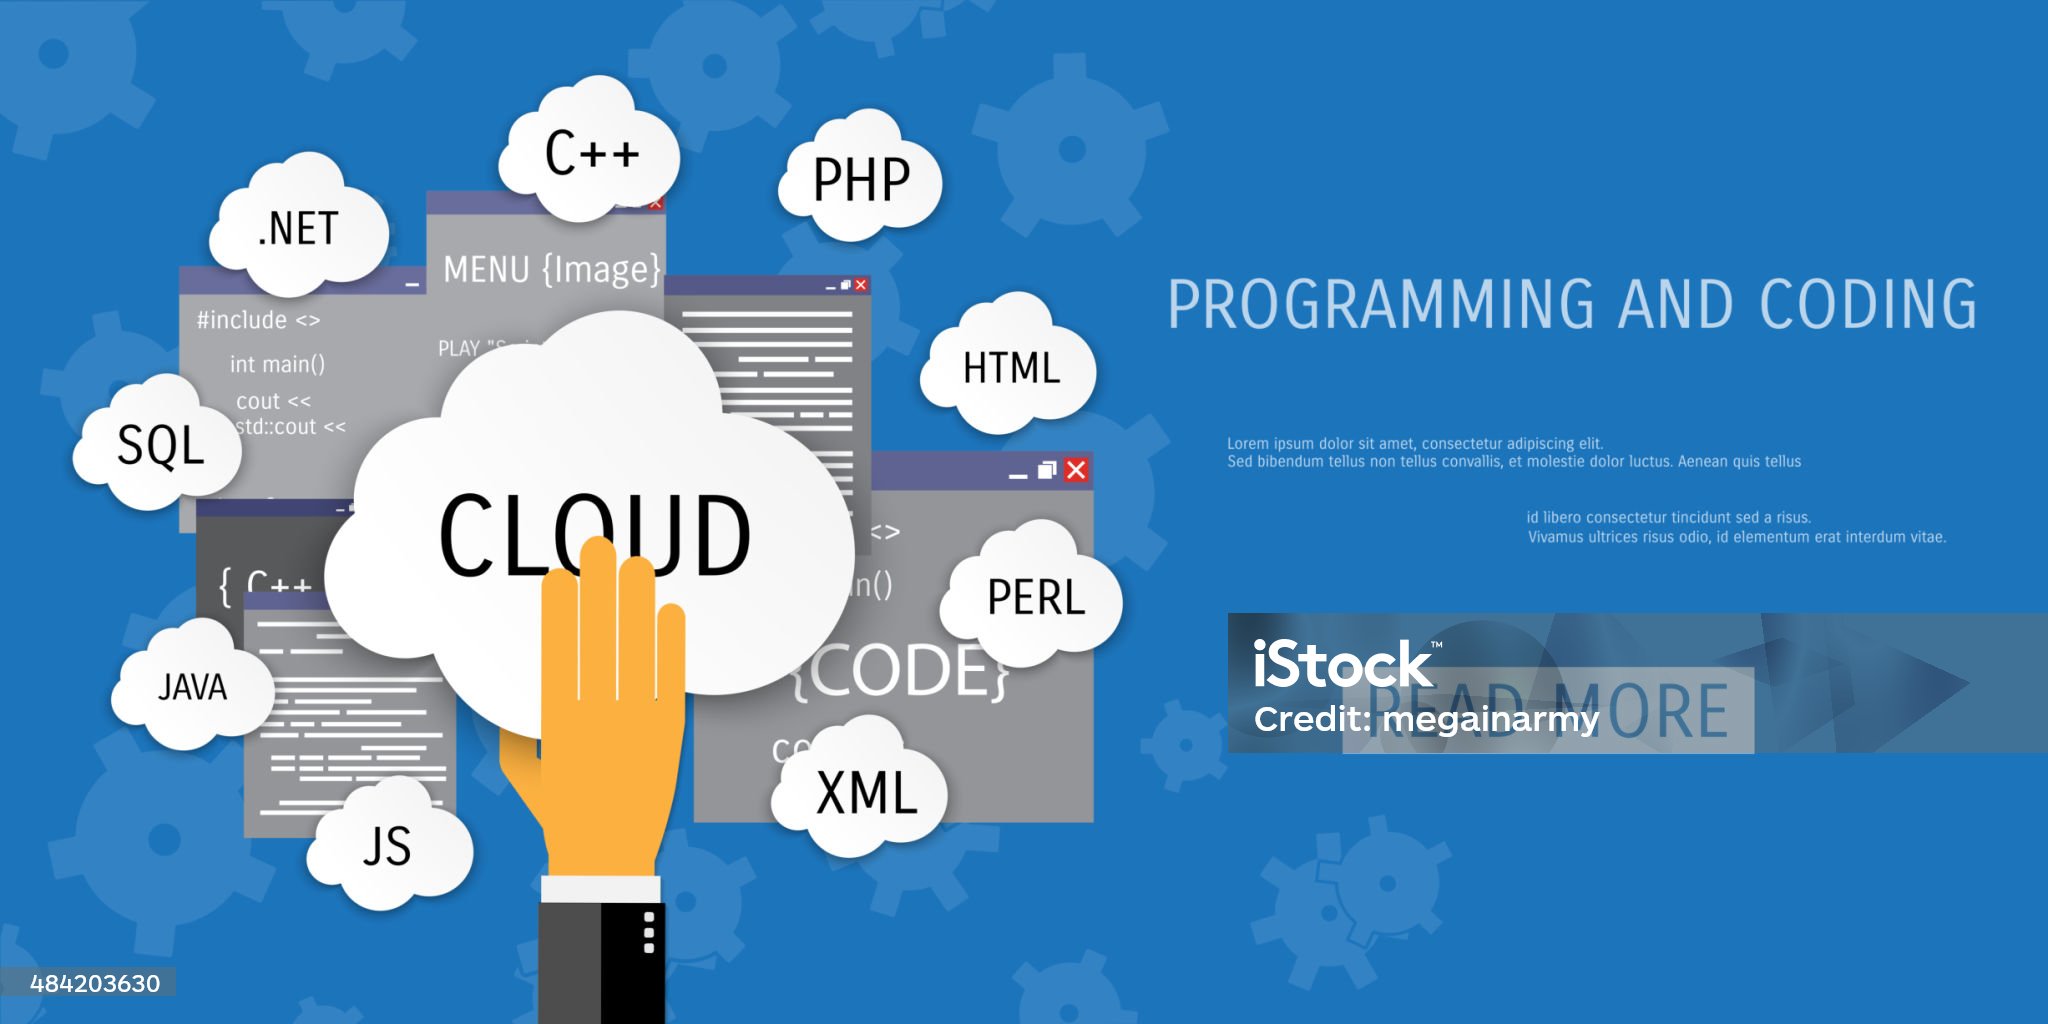 C++
PHP
.NET
MENU {Image}
#include <>
int main()
PLAY
cout <<
std::cout <<
HTML
SQL
CLOUD
<>
{ C++
PERL
{CODE}
JAVA
XML
JS
PROGRAMMING AND CODING
Lorem ipsum dolor sit amet, consectetur adipiscing elit.
Sed bibendum tellus non tellus convallis, et molestie dolor luctus. Aenean quis tellus
id libero consectetur tincidunt sed a risus.
Vivamus ultrices risus odio, id elementum erat interdum vitae.
iStock™
READ MORE
Credit: megainarmy
484203630